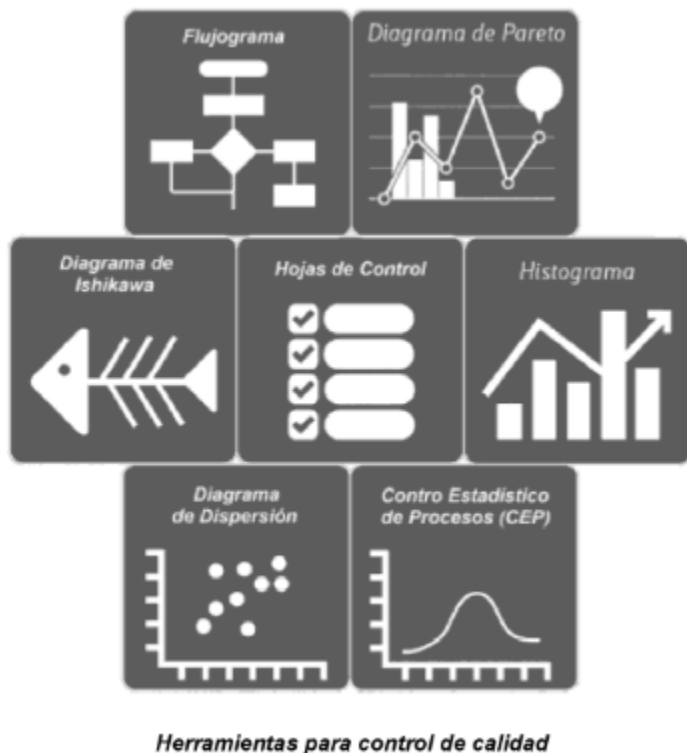 Flujograma
Diagrama de Pareto
Diagrama de
Ishikawa
Hojas de Control
Histograma
Diagrama
de Dispersión
Contro Estadístico
de Procesos (CEP)
Herramientas para control de calidad